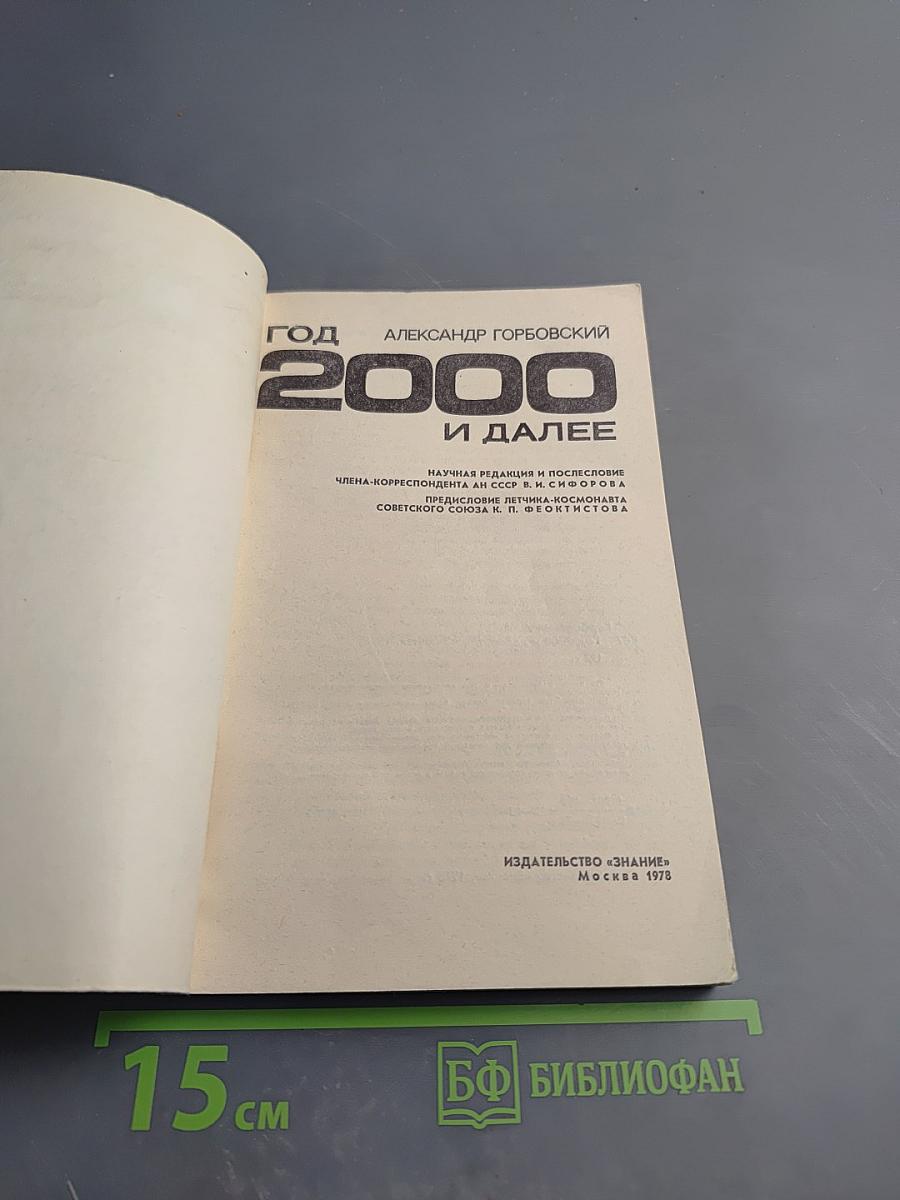 ГОД АЛЕКСАНДР ГОРБОВСКИЙ
2000
И ДАЛЕЕ
НАУЧНАЯ РЕДАКЦИЯ И ПОСЛЕСЛОВИЕ
ЧЛЕНА-КОРРЕСПОНДЕНТА АН СССР В. И. СИФОРОВА
ПРЕДИСЛОВИЕ ЛЕТЧИКА-КОСМОНАВТА
СОВЕТСКОГО СОЮЗА К. П. ФЕОКТИСТОВА
ИЗДАТЕЛЬСТВО «ЗНАНИЕ»
Москва 1978
15 СМ
БФ БИБЛИОФАН